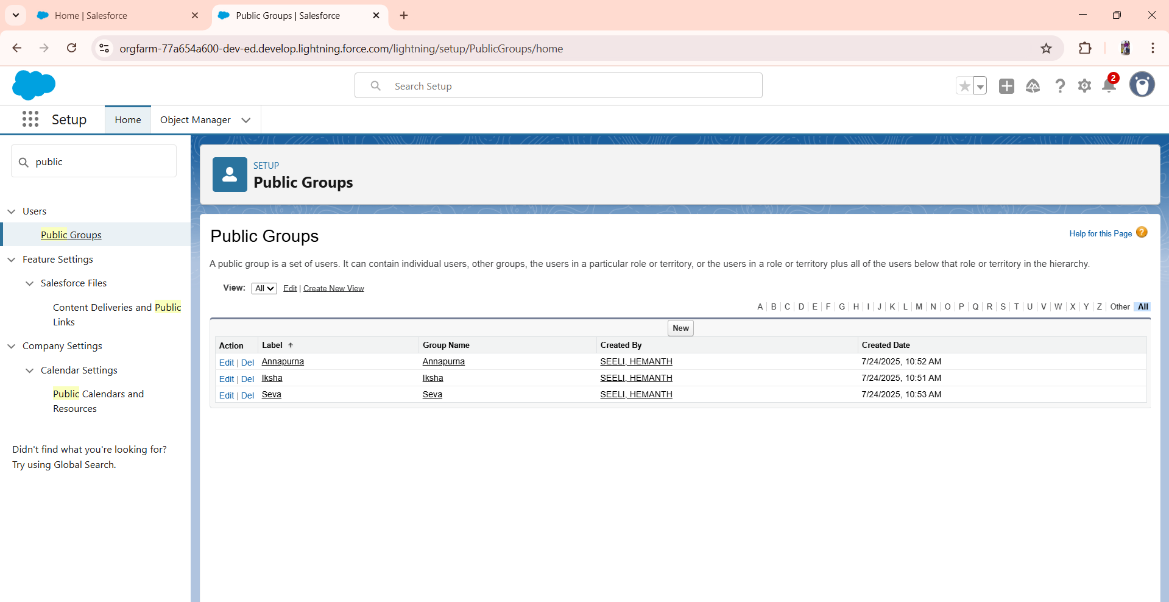 Home | Salesforce
Public Groups | Salesforce
orgfarm-77a654a600-dev-ed.develop.lightning.force.com/lightning/setup/PublicGroups/home
Search Setup
2
Setup
Home
Object Manager
public
Users
Public Groups
Feature Settings
Salesforce Files
Content Deliveries and Public
Links
Company Settings
Calendar Settings
Public Calendars and
Resources
Didn't find what you're looking for?
Try using Global Search.
SETUP
Public Groups
Public Groups
Help for this Page ?
A public group is a set of users. It can contain individual users, other groups, the users in a particular role or territory, or the users in a role or territory plus all of the users below that role or territory in the hierarchy.
View: All Edit | Create New View
A | B | C | D | E | F | G | H | I | J | K | L | M | N | O | P | Q | R | S | T | U | V | W | X | Y | Z | Other All
New
Action Label ↑ Group Name Created By Created Date
Edit | Del Annapurna Annapurna SEELI, HEMANTH 7/24/2025, 10:52 AM
Edit | Del Iksha Iksha SEELI, HEMANTH 7/24/2025, 10:51 AM
Edit | Del Seva Seva SEELI, HEMANTH 7/24/2025, 10:53 AM